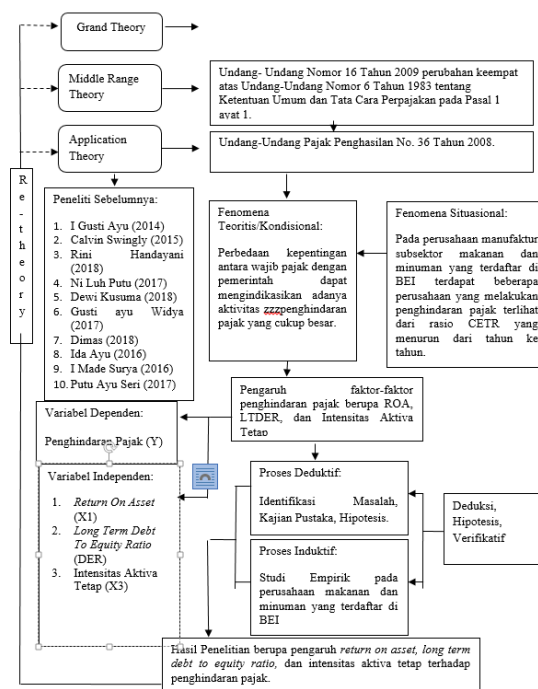 Grand Theory
Middle Range
Theory
Undang- Undang Nomor 16 Tahun 2009 perubahan keempat
atas Undang-Undang Nomor 6 Tahun 1983 tentang
Ketentuan Umum dan Tata Cara Perpajakan pada Pasal 1
ayat 1.
Application
Theory
Undang-Undang Pajak Penghasilan No. 36 Tahun 2008.
R
e
-
t
h
e
o
r
y
Peneliti Sebelumnya:
1. I Gusti Ayu (2014)
2. Calvin Swingly (2015)
3. Rini Handayani
(2018)
4. Ni Luh Putu (2017)
5. Dewi Kusuma (2018)
6. Gusti ayu Widya
(2017)
7. Dimas (2018)
8. Ida Ayu (2016)
9. I Made Surya (2016)
10. Putu Ayu Seri (2017)
Fenomena
Teoritis/Kondisional:
Perbedaan kepentingan
antara wajib pajak dengan
pemerintah dapat
mengindikasikan adanya
aktivitas zzzpenghindaran
pajak yang cukup besar.
Fenomena Situasional:
Pada perusahaan manufaktur
subsektor makanan dan
minuman yang terdaftar di
BEI terdapat beberapa
perusahaan yang melakukan
penghindaran pajak terlihat
dari rasio CETR yang
menurun dari tahun ke
tahun.
Pengaruh faktor-faktor
penghindaran pajak berupa ROA,
LTDER, dan Intensitas Aktiva
Tetap
Variabel Dependen:
Penghindaran Pajak (Y)
Variabel Independen:
1. Return On Asset
(X1)
2. Long Term Debt
To Equity Ratio
(DER)
3. Intensitas Aktiva
Tetap (X3)
Proses Deduktif:
Identifikasi Masalah,
Kajian Pustaka, Hipotesis.
Proses Induktif:
Studi Empirik pada
perusahaan makanan dan
minuman yang terdaftar di
BEI
Deduksi,
Hipotesis,
Verifikatif
Hasil Penelitian berupa pengaruh return on asset, long term
debt to equity ratio, dan intensitas aktiva tetap terhadap
penghindaran pajak.